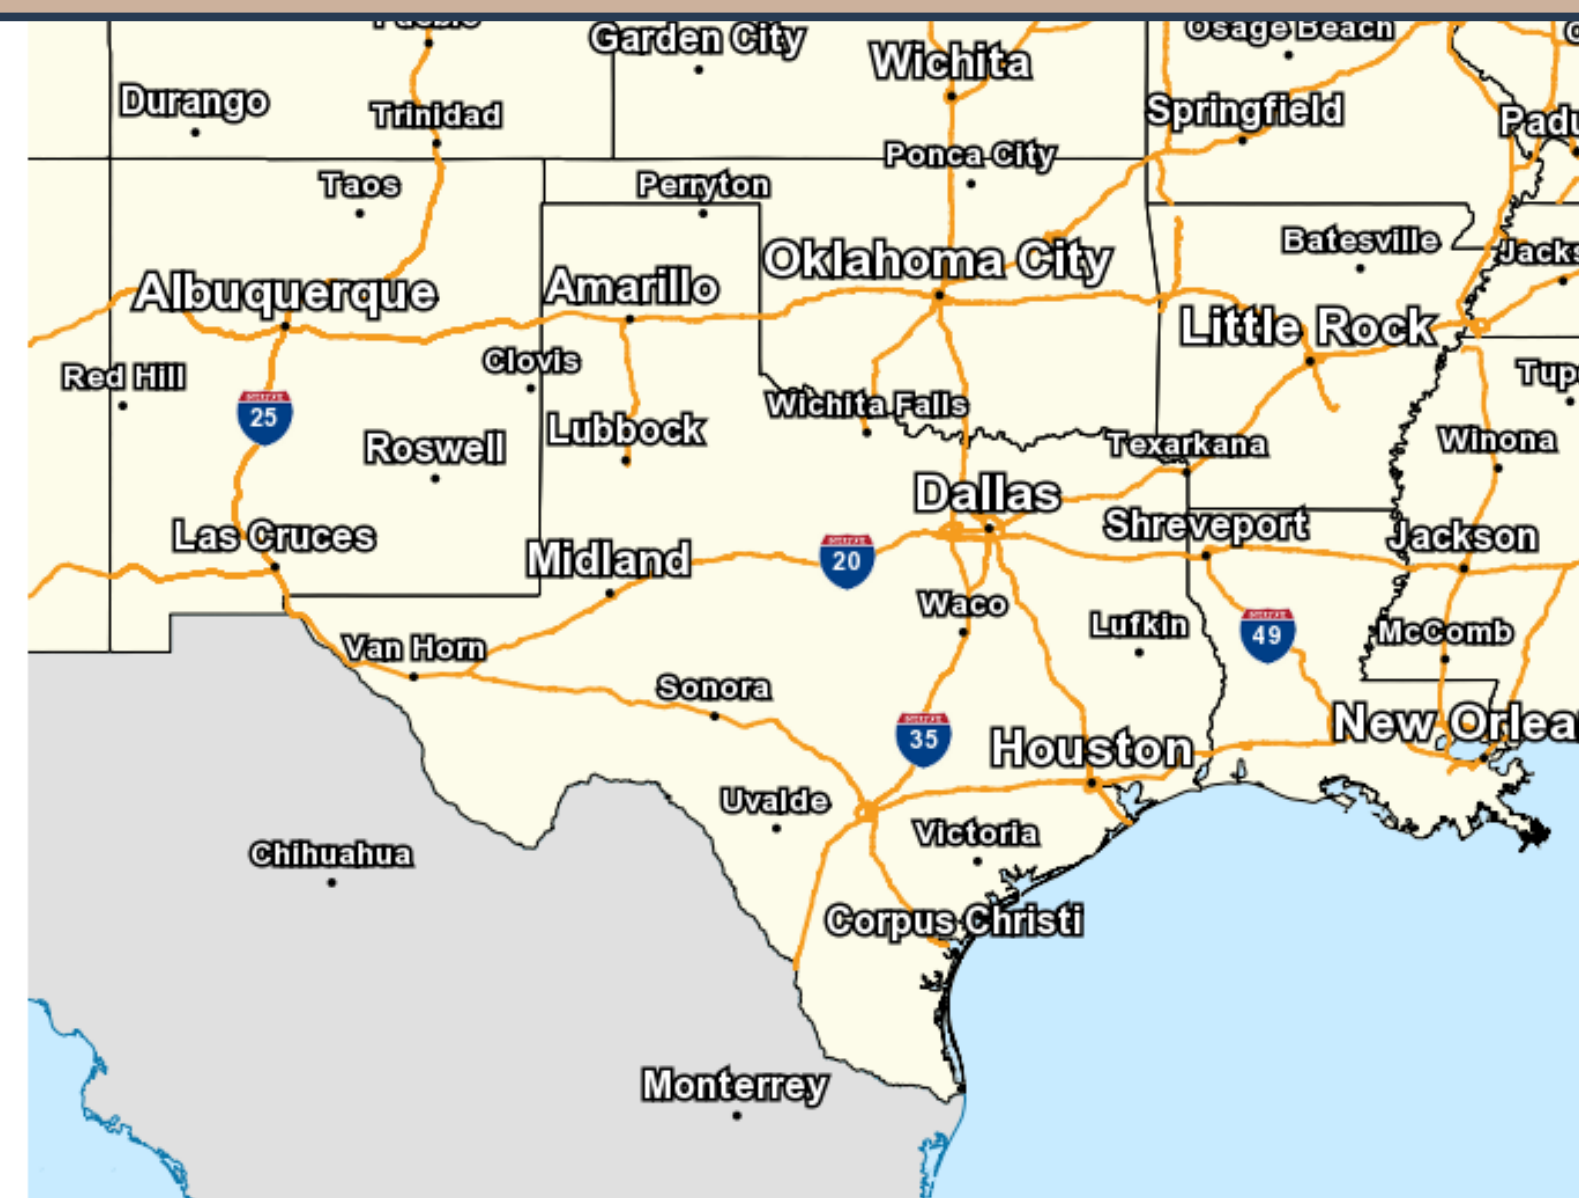 Pueblo
Garden City
Wichita
Osage Beach
Durango
Trinidad
Springfield
Padu
Ponca City
Taos
Perryton
Batesville
Jacks
Oklahoma City
Albuquerque
Amarillo
Little Rock
Clovis
Red Hill
Tup
25
Wichita Falls
Lubbock
Roswell
Texarkana
Winona
Dallas
Las Cruces
Shreveport
Jackson
Midland
20
Waco
Lufkin
49
McComb
Van Horn
Sonora
New Orlea
35
Houston
Uvalde
Victoria
Chihuahua
Corpus Christi
Monterrey